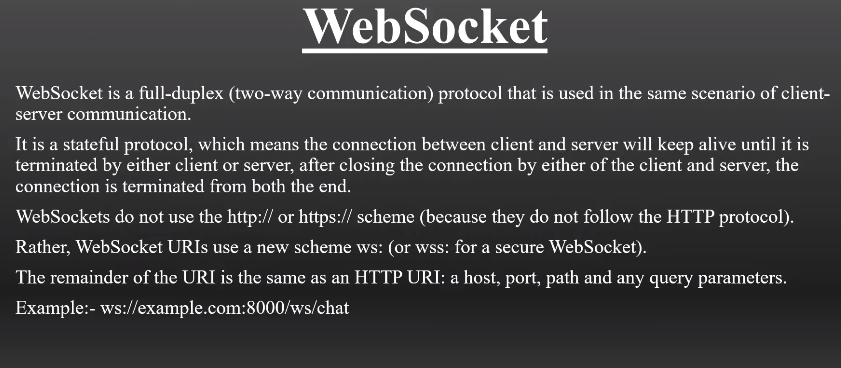 WebSocket
WebSocket is a full-duplex (two-way communication) protocol that is used in the same scenario of client-
server communication.
It is a stateful protocol, which means the connection between client and server will keep alive until it is
terminated by either client or server, after closing the connection by either of the client and server, the
connection is terminated from both the end.
WebSockets do not use the http:// or https:// scheme (because they do not follow the HTTP protocol).
Rather, WebSocket URIs use a new scheme ws: (or wss: for a secure WebSocket).
The remainder of the URI is the same as an HTTP URI: a host, port, path and any query parameters.
Example:- ws://example.com:8000/ws/chat